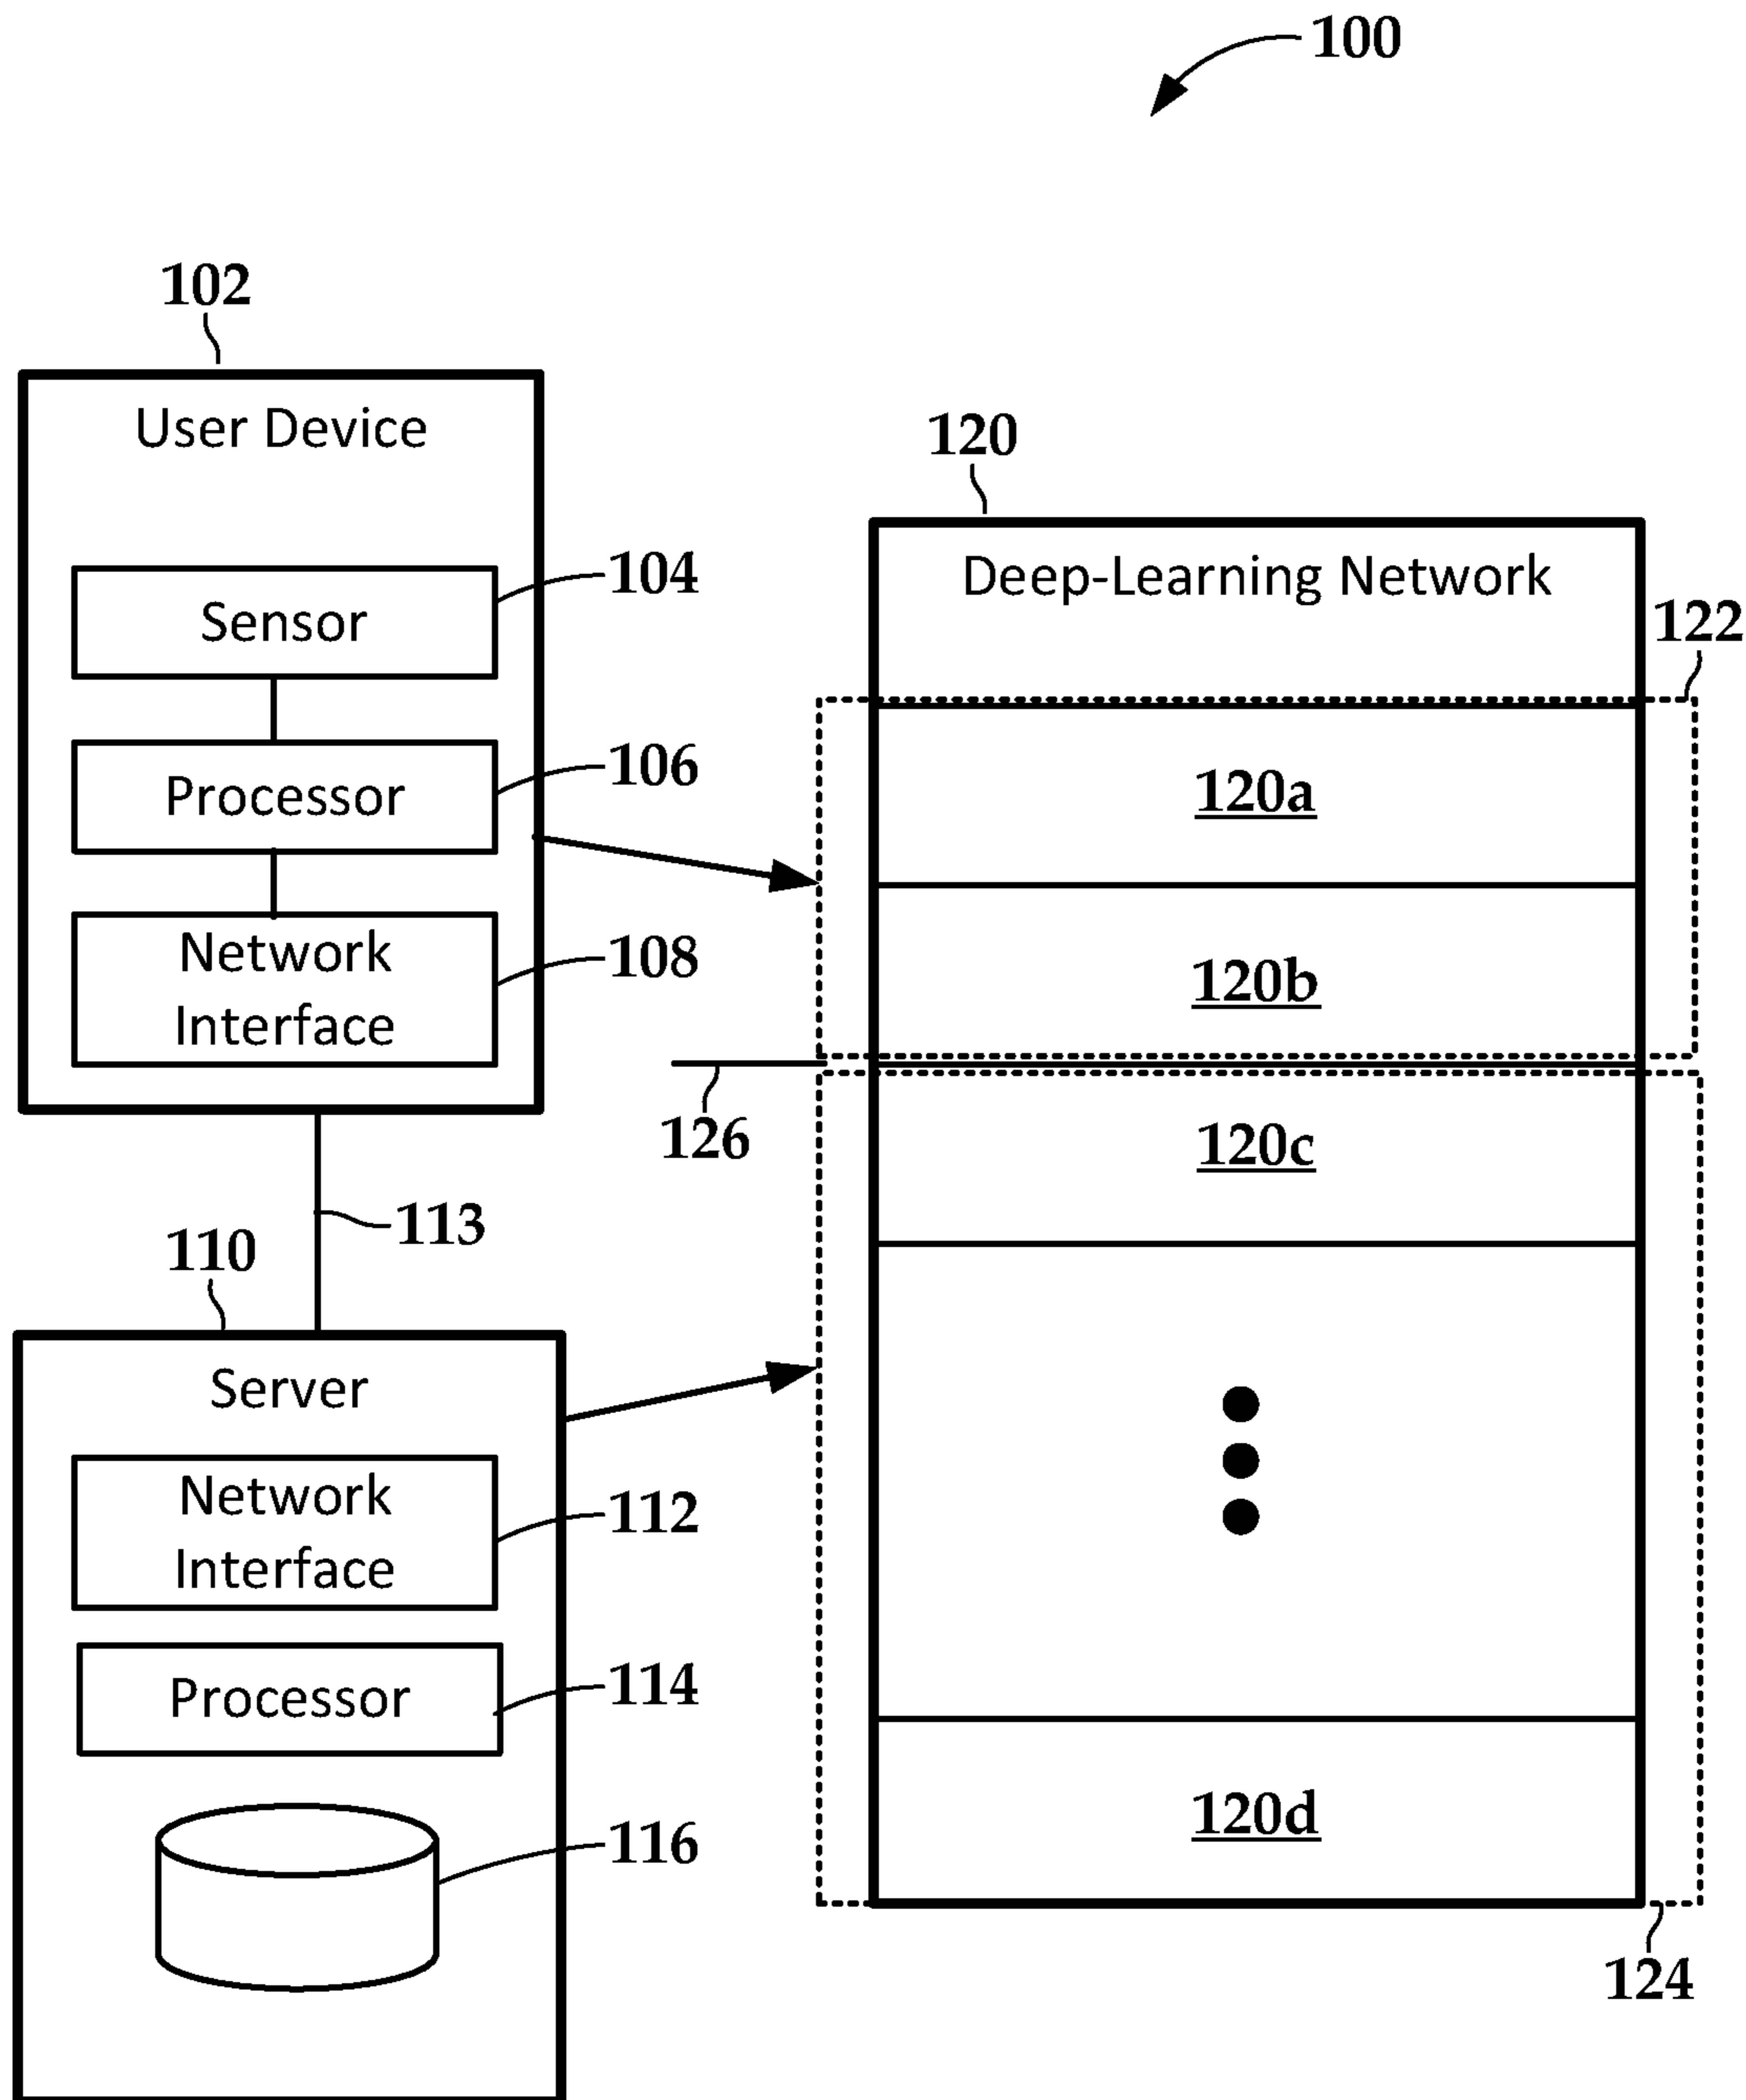 100
102
User Device
104
Sensor
106
Processor
108
Network
Interface
113
110
Server
112
Network
Interface
114
Processor
116
120
Deep-Learning Network
122
120a
120b
126
120c
120d
124